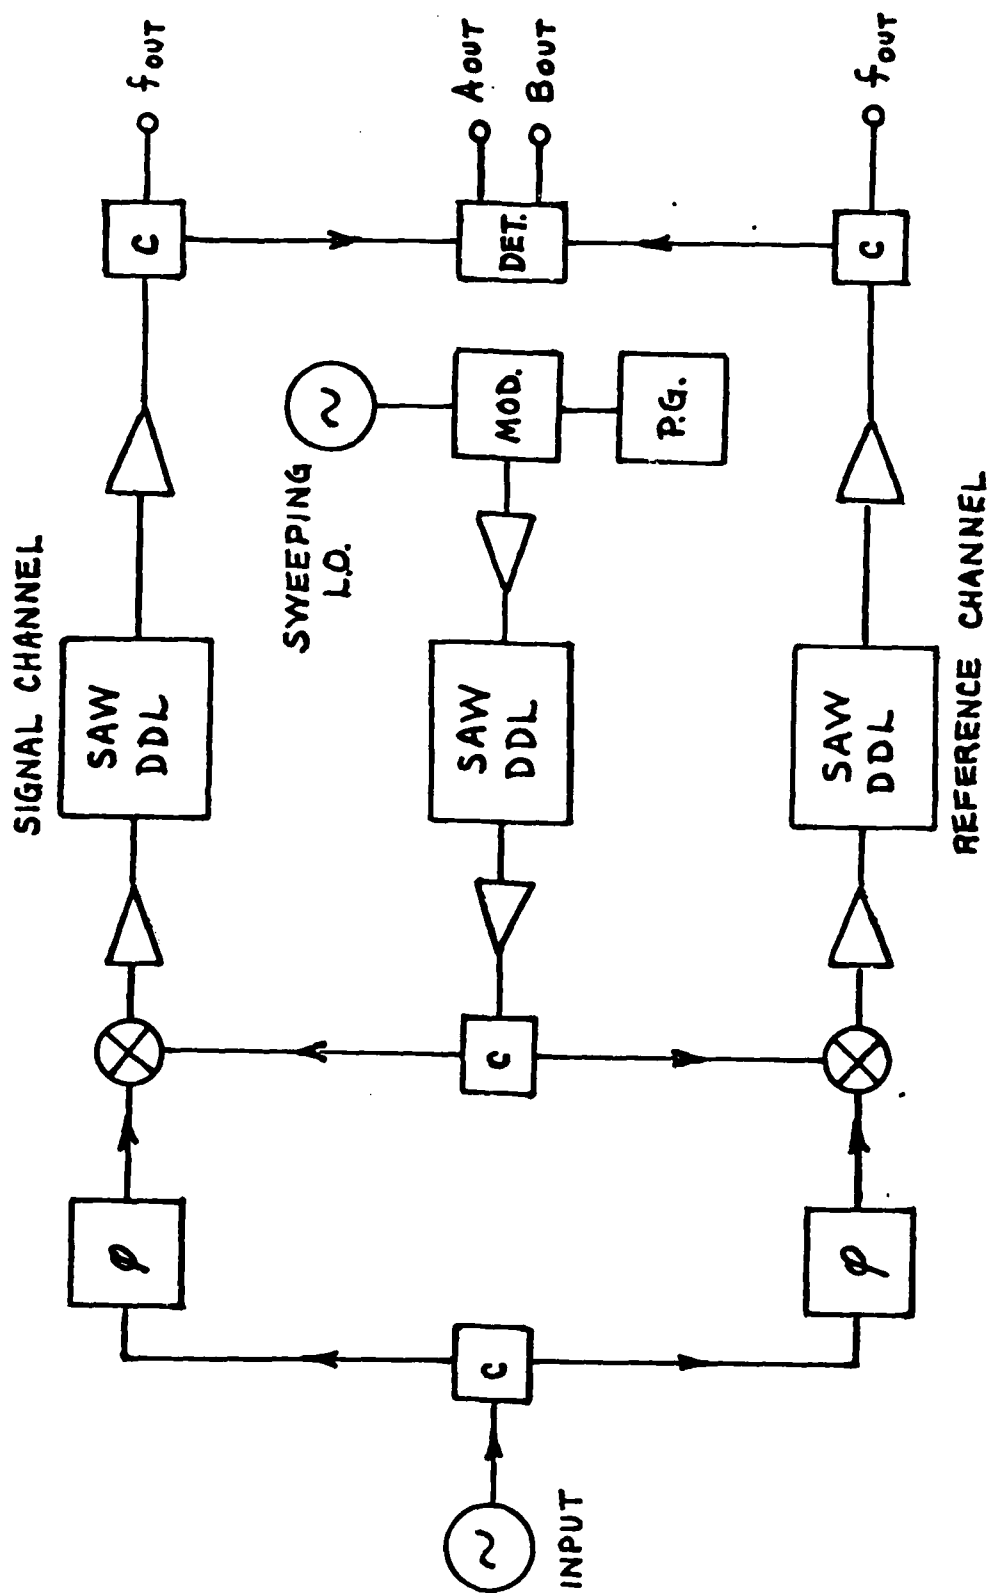 SIGNAL CHANNEL
φ
SAW
DDL
C
fOUT
INPUT
C
C
SAW
DDL
SWEEPING
L.O.
MOD.
P.G.
DET.
AOUT
BOUT
φ
SAW
DDL
C
fOUT
REFERENCE CHANNEL